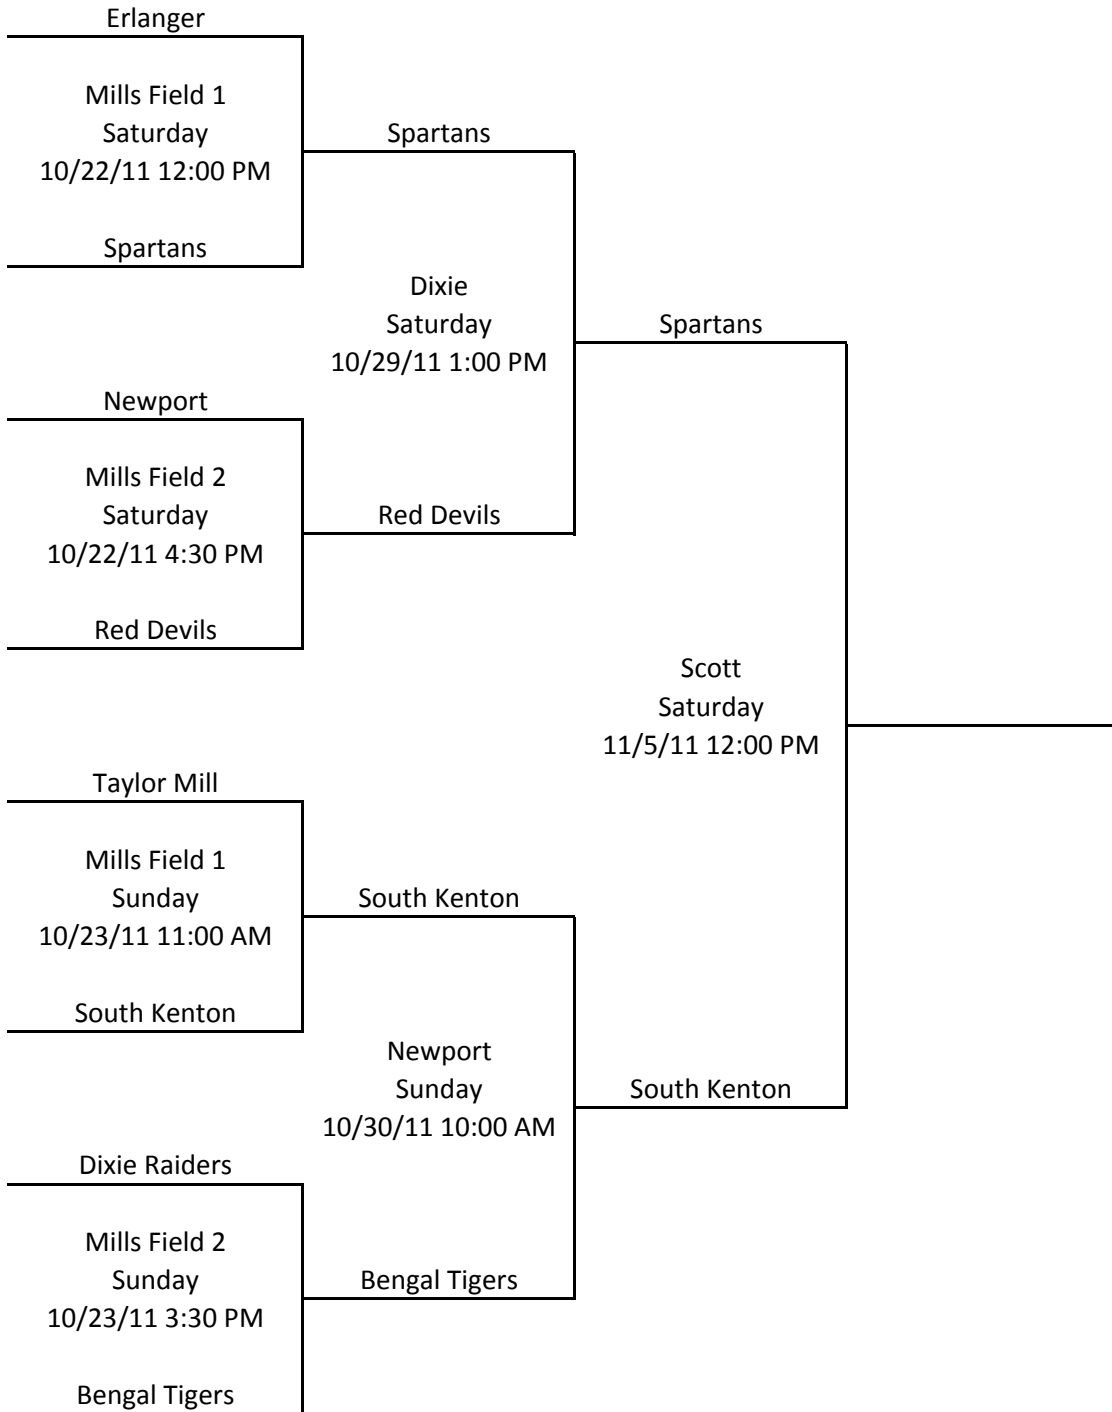 Erlanger
Mills Field 1
Saturday
10/22/11 12:00 PM
Spartans
Spartans
Dixie
Saturday
10/29/11 1:00 PM
Spartans
Newport
Mills Field 2
Saturday
10/22/11 4:30 PM
Red Devils
Red Devils
Scott
Saturday
11/5/11 12:00 PM
Taylor Mill
Mills Field 1
Sunday
10/23/11 11:00 AM
South Kenton
South Kenton
Newport
Sunday
10/30/11 10:00 AM
South Kenton
Dixie Raiders
Mills Field 2
Sunday
10/23/11 3:30 PM
Bengal Tigers
Bengal Tigers